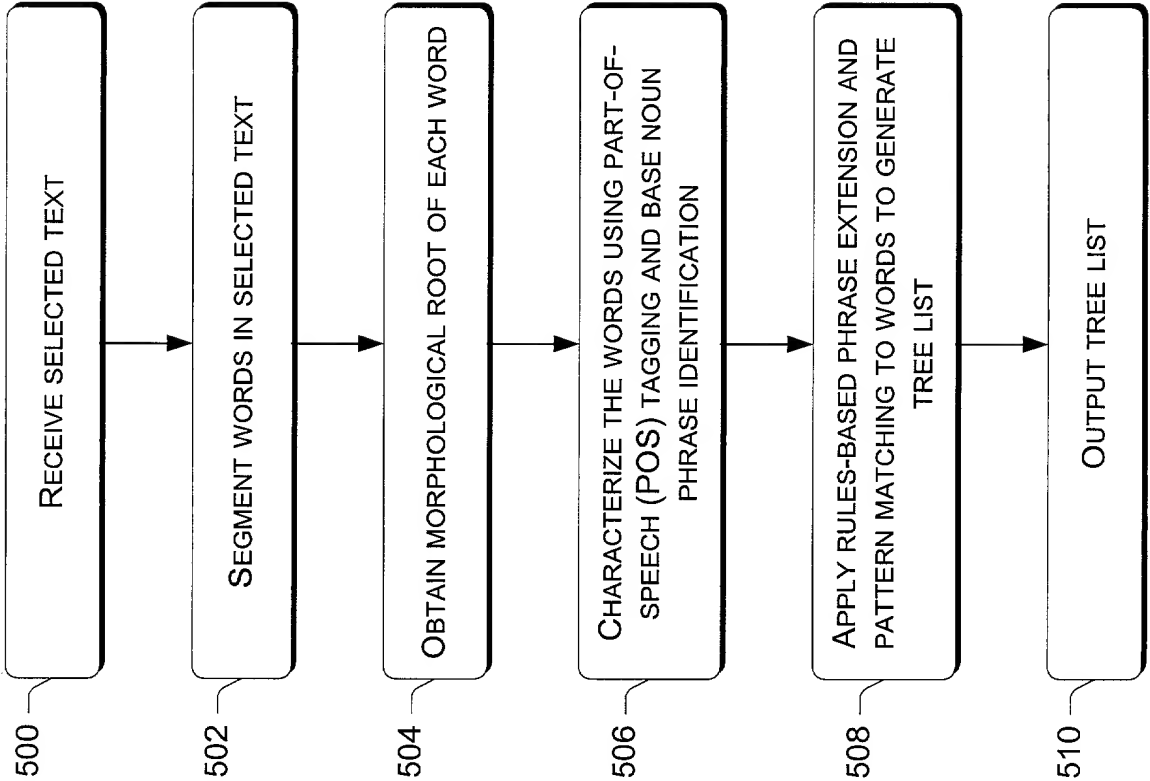 RECEIVE SELECTED TEXT
500
SEGMENT WORDS IN SELECTED TEXT
502
OBTAIN MORPHOLOGICAL ROOT OF EACH WORD
504
CHARACTERIZE THE WORDS USING PART-OF-
SPEECH (POS) TAGGING AND BASE NOUN
PHRASE IDENTIFICATION
506
APPLY RULES-BASED PHRASE EXTENSION AND
PATTERN MATCHING TO WORDS TO GENERATE
TREE LIST
508
OUTPUT TREE LIST
510